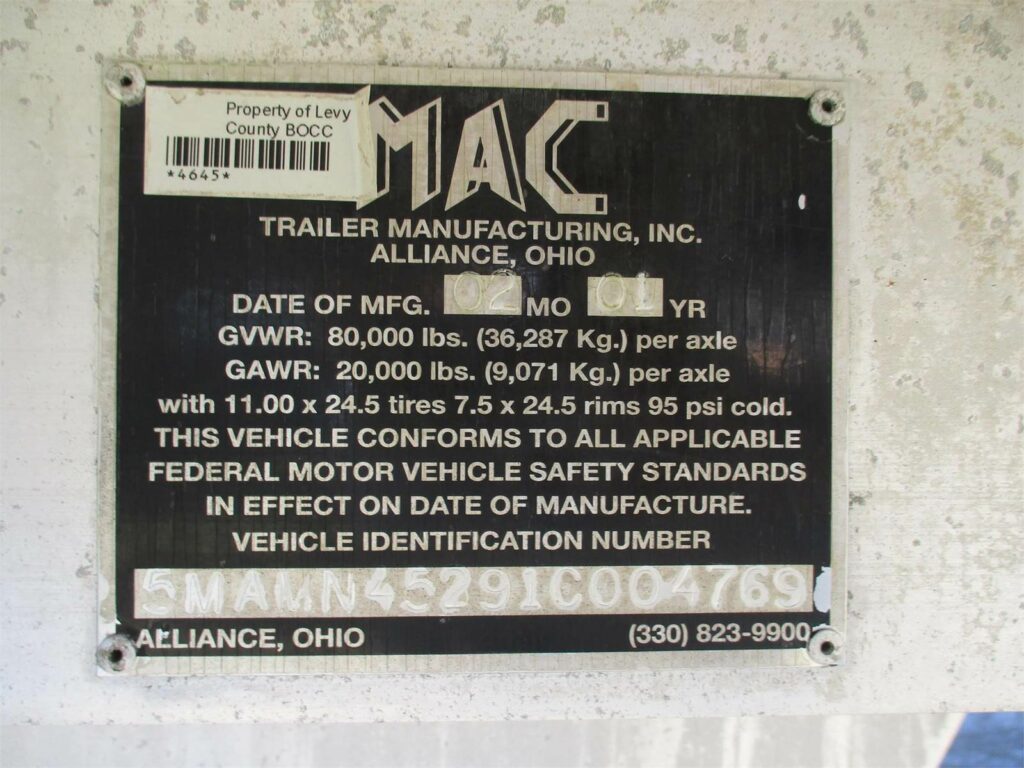 Property of Levy
County BOCC
*4645*
MAC
TRAILER MANUFACTURING, INC.
ALLIANCE, OHIO
DATE OF MFG. 02 MO 01 YR
GVWR: 80,000 lbs. (36,287 Kg.) per axle
GAWR: 20,000 lbs. (9,071 Kg.) per axle
with 11.00 x 24.5 tires 7.5 x 24.5 rims 95 psi cold.
THIS VEHICLE CONFORMS TO ALL APPLICABLE
FEDERAL MOTOR VEHICLE SAFETY STANDARDS
IN EFFECT ON DATE OF MANUFACTURE.
VEHICLE IDENTIFICATION NUMBER
5MAMN45291C004769
ALLIANCE, OHIO (330) 823-9900